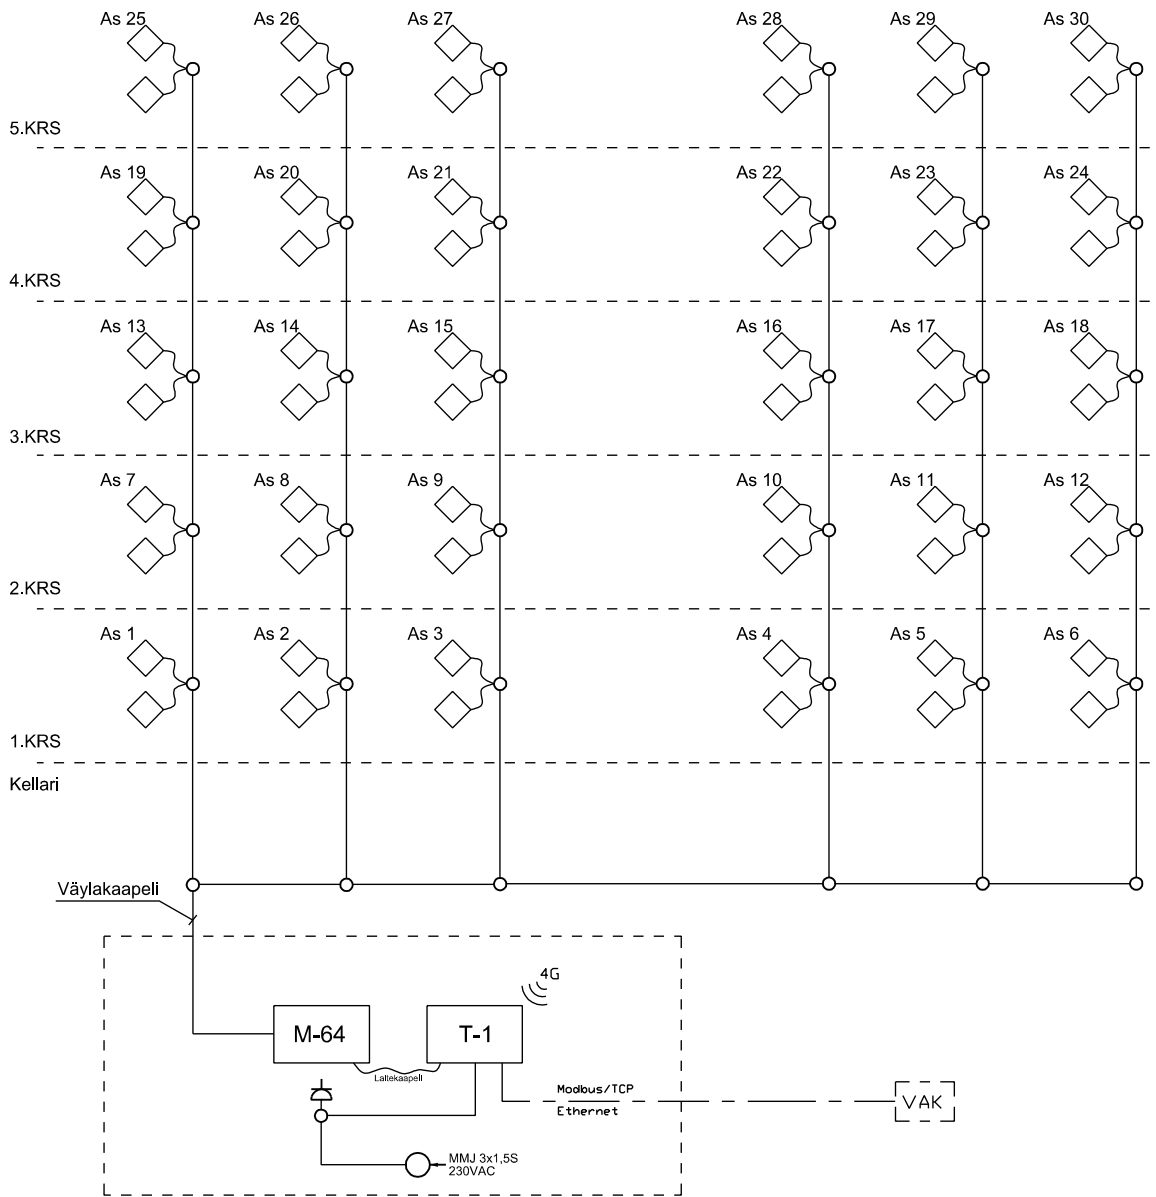 As 25 As 26 As 27 As 28 As 29 As 30
5.KRS
As 19 As 20 As 21 As 22 As 23 As 24
4.KRS
As 13 As 14 As 15 As 16 As 17 As 18
3.KRS
As 7 As 8 As 9 As 10 As 11 As 12
2.KRS
As 1 As 2 As 3 As 4 As 5 As 6
1.KRS
Kellari
Väylakaapeli
4G
M-64 T-1
Laitekaapeli
Modbus/TCP
Ethernet
VAK
MMJ 3x1,5S
230VAC